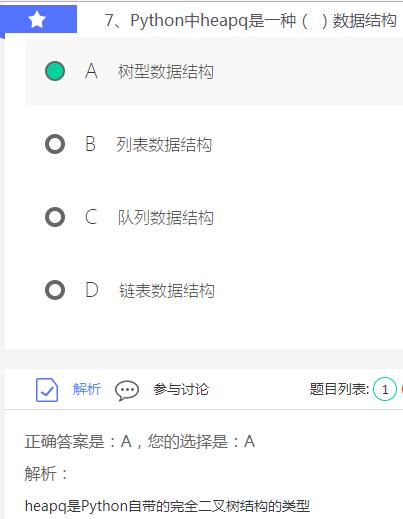 7、Python中heapq是一种（ ）数据结构
A 树型数据结构
B 列表数据结构
C 队列数据结构
D 链表数据结构
解析 参与讨论 题目列表: 1
正确答案是：A，您的选择是：A
解析：
heapq是Python自带的完全二叉树结构的类型